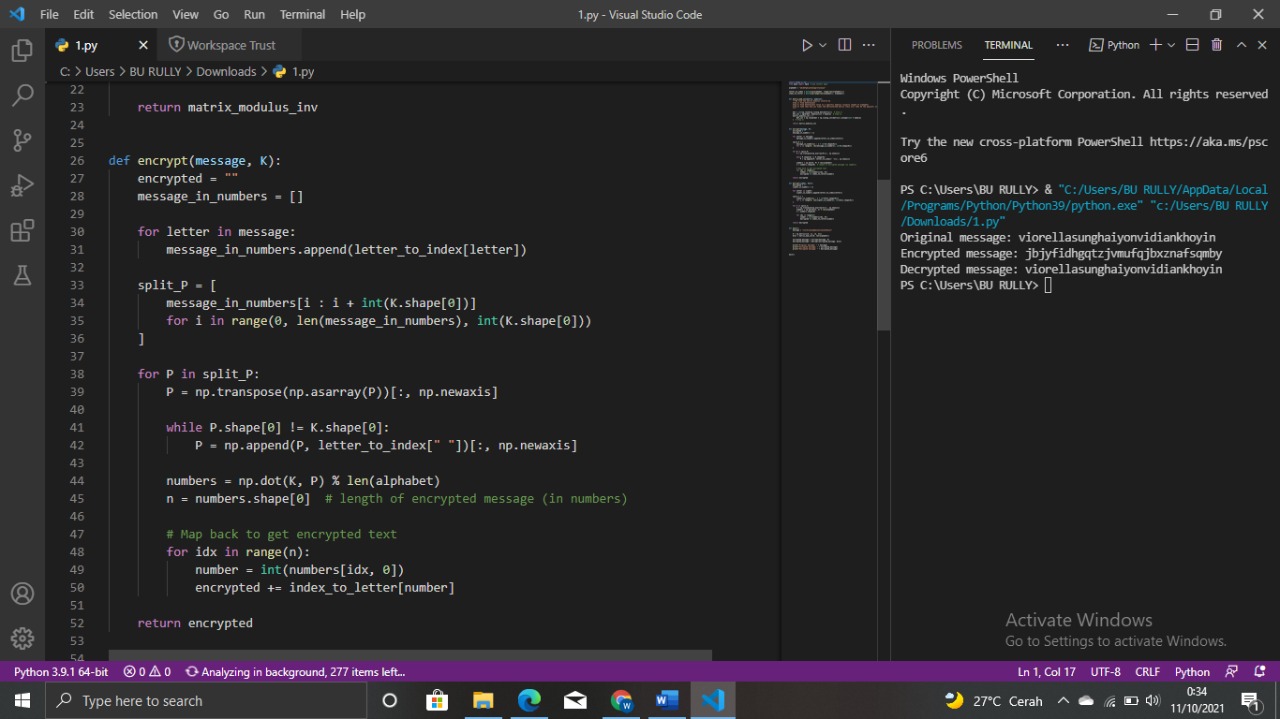 File Edit Selection View Go Run Terminal Help
1.py - Visual Studio Code
1.py
Workspace Trust
C: > Users > BU RULLY > Downloads > 1.py
22
23 return matrix_modulus_inv
24
25
26 def encrypt(message, K):
27 encrypted = ""
28 message_in_numbers = []
29
30 for letter in message:
31 message_in_numbers.append(letter_to_index[letter])
32
33 split_P = [
34 message_in_numbers[i : i + int(K.shape[0])]
35 for i in range(0, len(message_in_numbers), int(K.shape[0]))
36 ]
37
38 for P in split_P:
39 P = np.transpose(np.asarray(P))[:, np.newaxis]
40
41 while P.shape[0] != K.shape[0]:
42 P = np.append(P, letter_to_index[" "])[:, np.newaxis]
43
44 numbers = np.dot(K, P) % len(alphabet)
45 n = numbers.shape[0]  # length of encrypted message (in numbers)
46
47 # Map back to get encrypted text
48 for idx in range(n):
49 number = int(numbers[idx, 0])
50 encrypted += index_to_letter[number]
51
52 return encrypted
53
54
PROBLEMS TERMINAL ··· Python
Windows PowerShell
Copyright (C) Microsoft Corporation. All rights reserved
.
Try the new cross-platform PowerShell https://aka.ms/psc
ore6
PS C:\Users\BU RULLY> & "C:/Users/BU RULLY/AppData/Local
/Programs/Python/Python39/python.exe" "c:/Users/BU RULLY
/Downloads/1.py"
Original message: viorellasunghaiyonvidiankhoyin
Encrypted message: jbjyfidhgqtzjvmufqjbxznafsqmby
Decrypted message: viorellasunghaiyonvidiankhoyin
PS C:\Users\BU RULLY>
Activate Windows
Go to Settings to activate Windows.
Python 3.9.1 64-bit 0 0 Analyzing in background, 277 items left...
Ln 1, Col 17 UTF-8 CRLF Python
Type here to search
27°C Cerah
0:34
11/10/2021
1